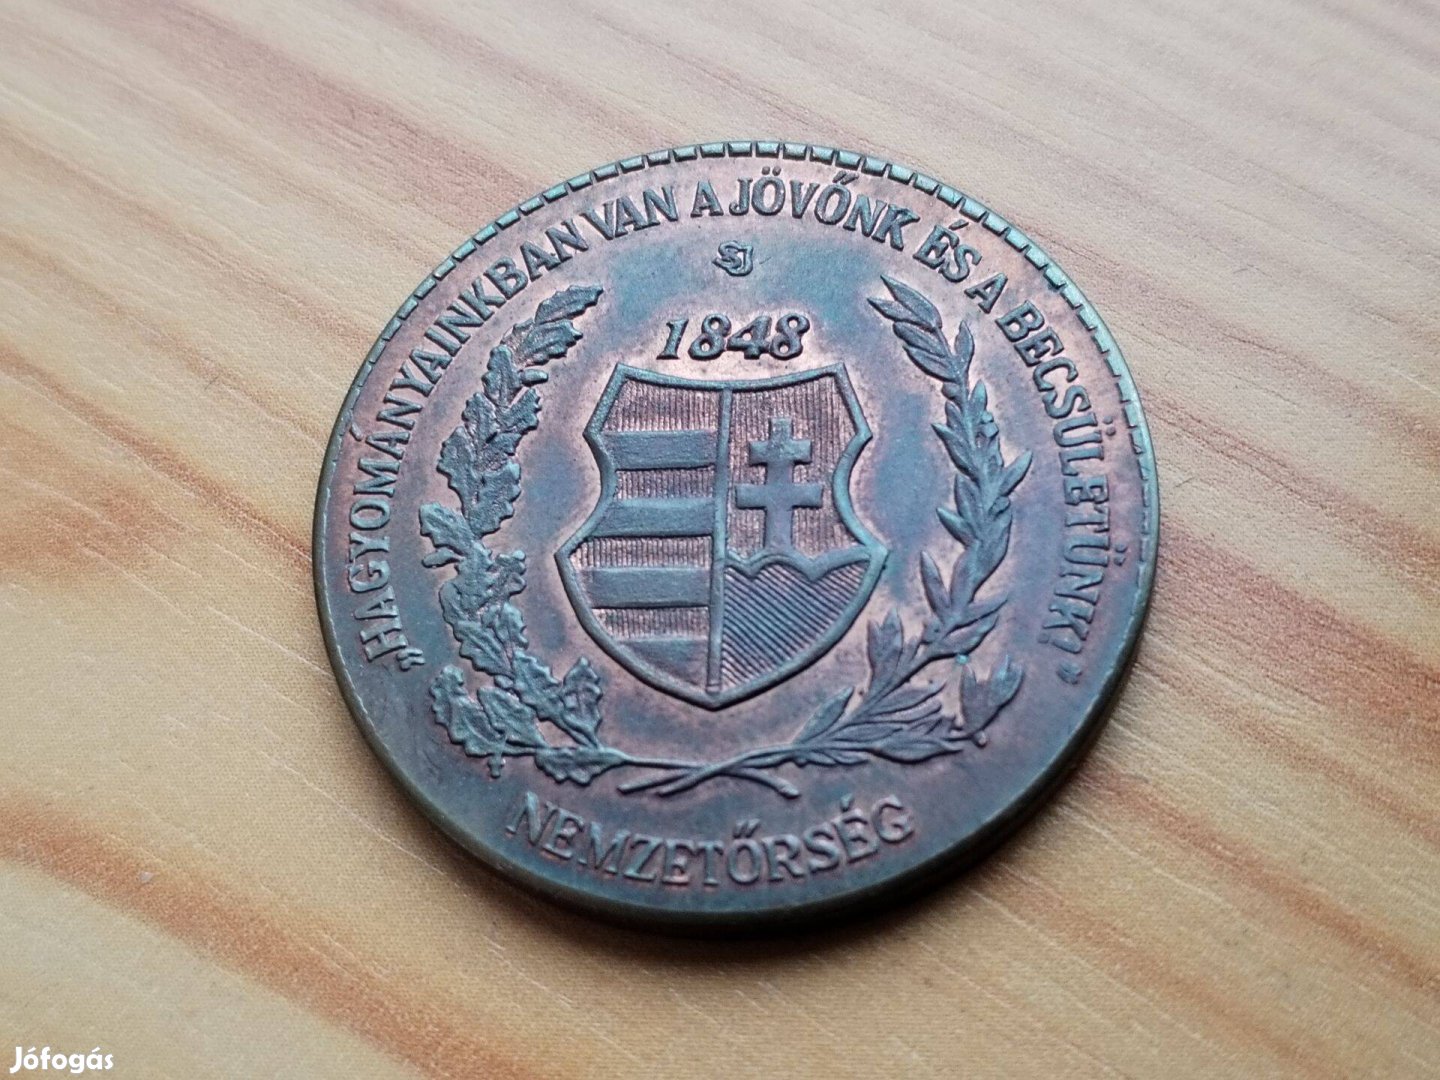 „HAGYOMÁNYAINKBAN VAN A JÖVŐNK ÉS A BECSÜLETÜNK!”
SJ
1848
NEMZETŐRSÉG
Jófogás